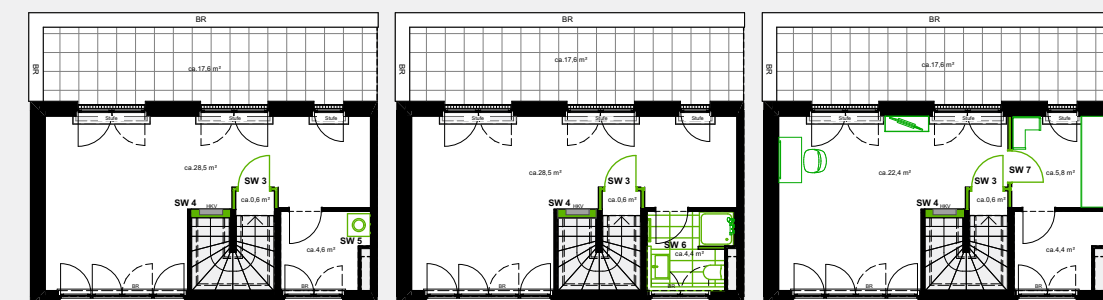 BR
BR
ca.17,6 m²
Stufe
Stufe
Stufe
ca.28,5 m²
SW 3
SW 4
HKV
ca.0,6 m²
SW 5
ca.4,6 m²
BR
BR
BR
BR
ca.17,6 m²
Stufe
Stufe
Stufe
ca.28,5 m²
SW 3
SW 4
HKV
ca.0,6 m²
SW 6
ca.4,4 m²
BR
BR
BR
BR
ca.17,6 m²
Stufe
Stufe
Stufe
ca.22,4 m²
SW 3
SW 7
ca.5,8 m²
SW 4
HKV
ca.0,6 m²
ca.4,4 m²
BR
BR